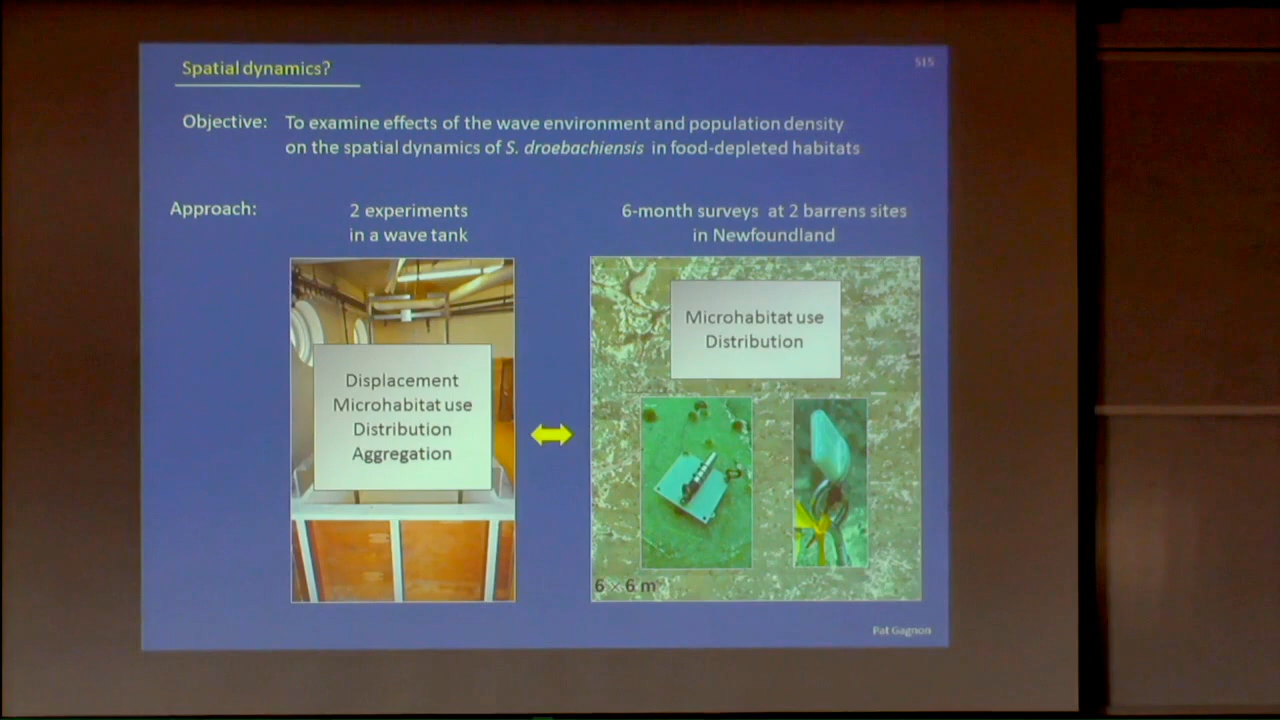 Spatial dynamics?
S15
Objective: To examine effects of the wave environment and population density
on the spatial dynamics of S. droebachiensis in food-depleted habitats
Approach:
2 experiments
in a wave tank
6-month surveys at 2 barrens sites
in Newfoundland
Displacement
Microhabitat use
Distribution
Aggregation
Microhabitat use
Distribution
6 × 6 m
Pat Gagnon